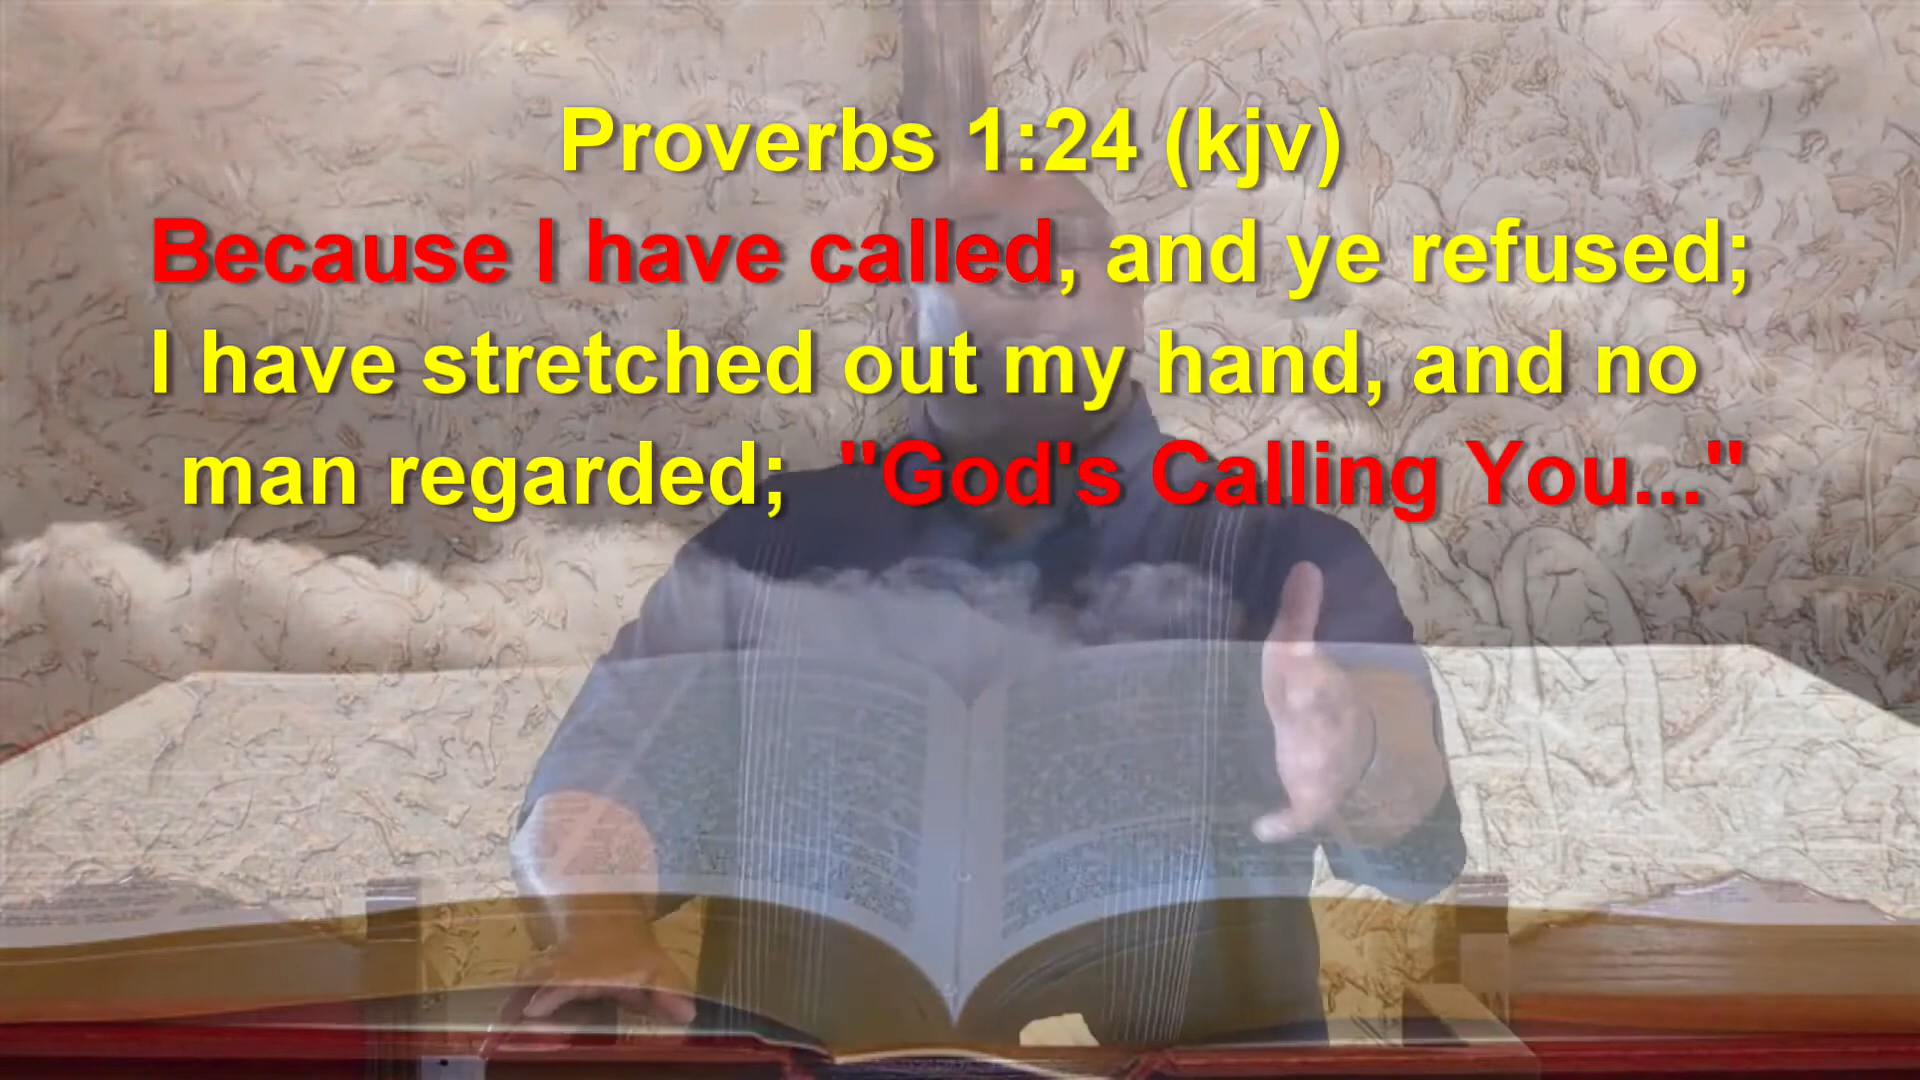 Proverbs 1:24 (kjv)
Because I have called, and ye refused;
I have stretched out my hand, and no
man regarded; "God's Calling You..."